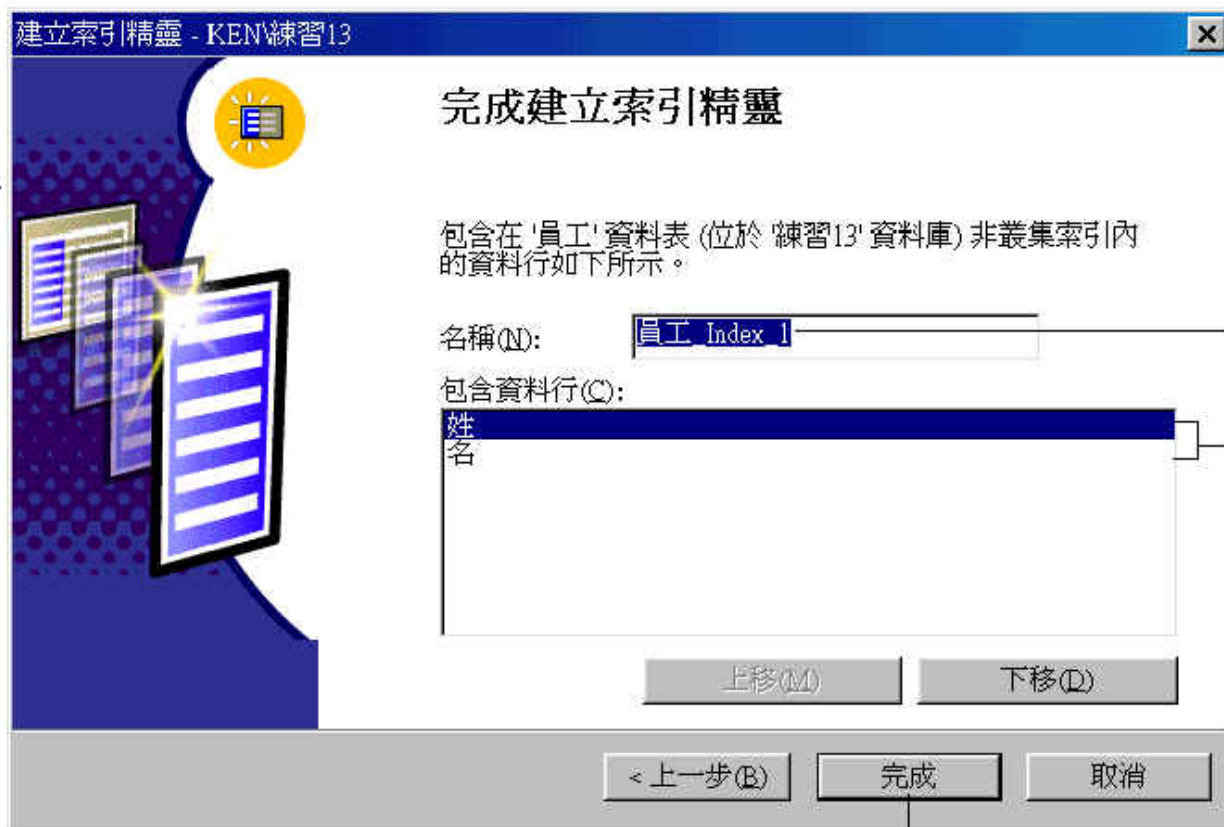 建立索引精靈 - KEN\練習13
完成建立索引精靈
包含在 '員工' 資料表 (位於 '練習13' 資料庫) 非叢集索引內
的資料行如下所示。
名稱(N):
員工_Index_1
包含資料行(C):
姓
名
上移(M)
下移(D)
< 上一步(B)
完成
取消